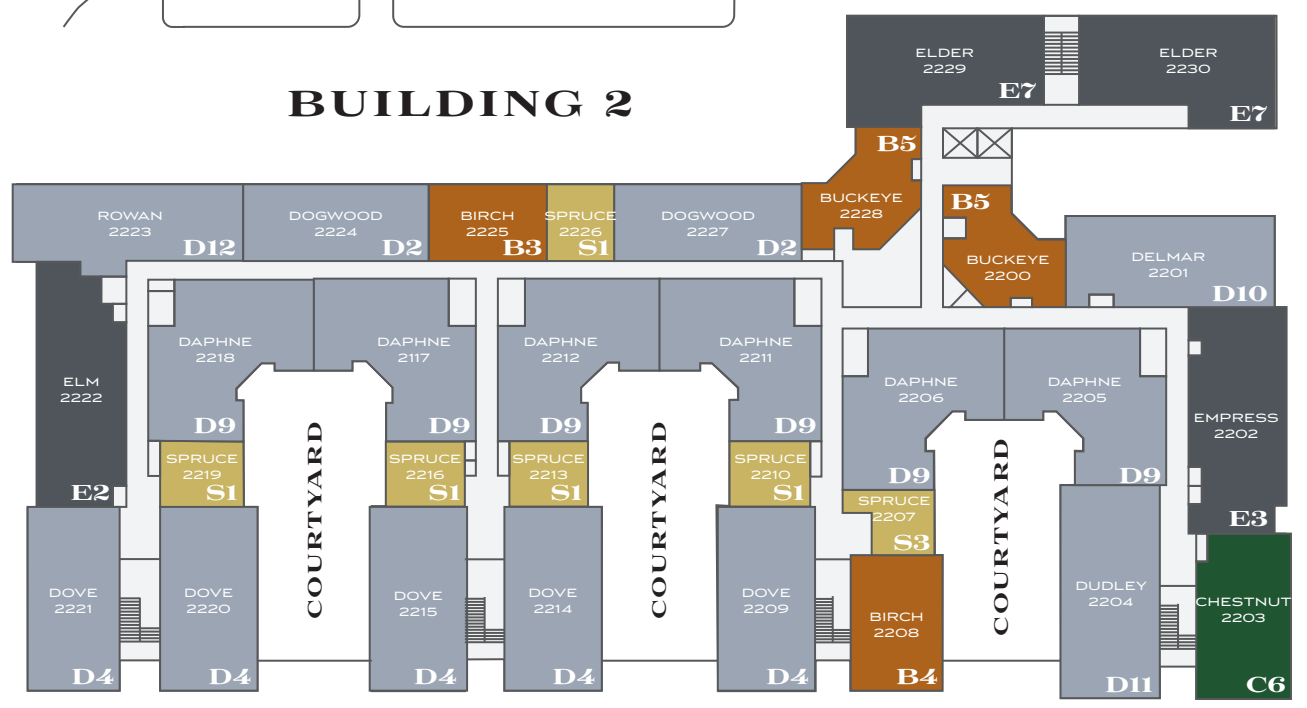 BUILDING 2
ELDER
2229
E7
ELDER
2230
E7
B5
BUCKEYE
2228
ROWAN
2223
D12
DOGWOOD
2224
D2
BIRCH
2225
B3
SPRUCE
2226
S1
DOGWOOD
2227
D2
B5
BUCKEYE
2200
DELMAR
2201
D10
ELM
2222
E2
DAPHNE
2218
D9
DAPHNE
2117
D9
DAPHNE
2212
D9
DAPHNE
2211
D9
DAPHNE
2206
D9
DAPHNE
2205
D9
EMPRESS
2202
E3
SPRUCE
2219
S1
SPRUCE
2216
S1
SPRUCE
2213
S1
SPRUCE
2210
S1
SPRUCE
2207
S3
COURTYARD
COURTYARD
COURTYARD
DOVE
2221
D4
DOVE
2220
D4
DOVE
2215
D4
DOVE
2214
D4
DOVE
2209
D4
BIRCH
2208
B4
DUDLEY
2204
D11
CHESTNUT
2203
C6